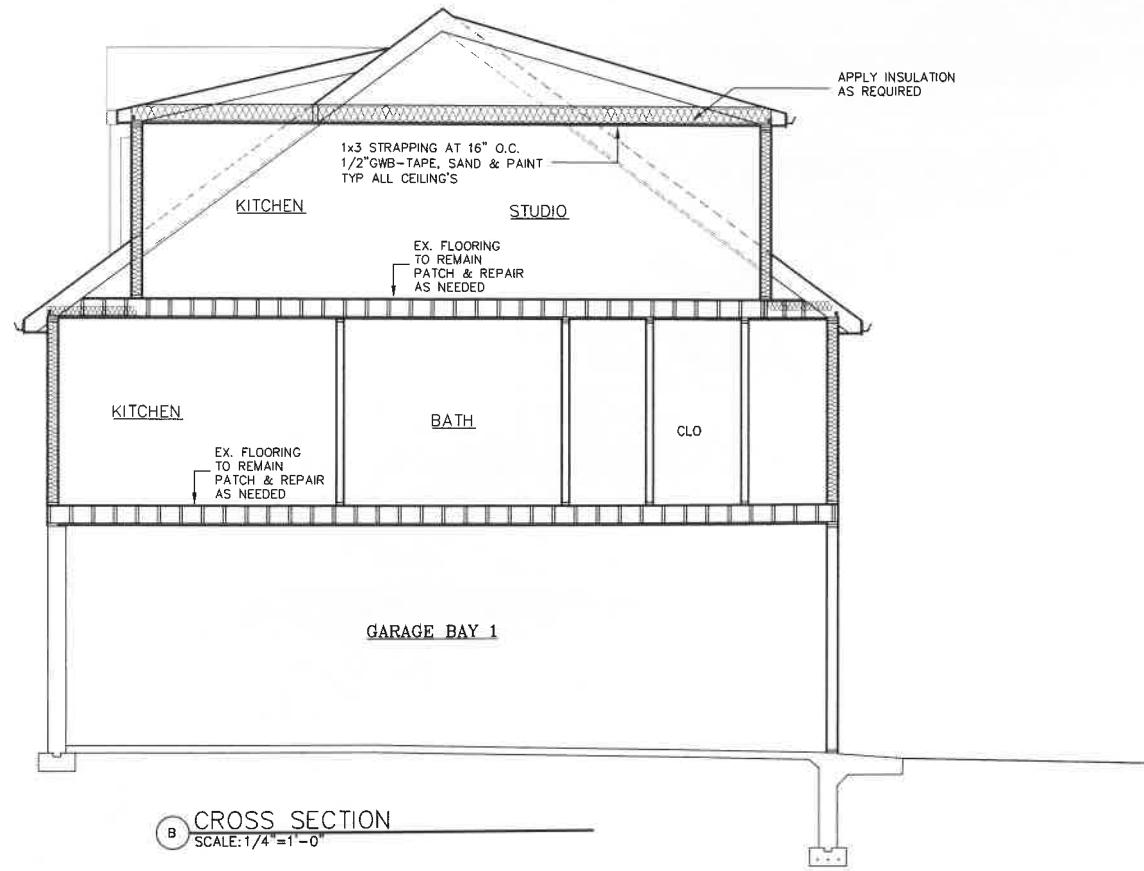 APPLY INSULATION
AS REQUIRED
1x3 STRAPPING AT 16" O.C.
1/2"GWB-TAPE, SAND & PAINT
TYP ALL CEILING'S
KITCHEN
STUDIO
EX. FLOORING
TO REMAIN
PATCH & REPAIR
AS NEEDED
KITCHEN
BATH
CLO
EX. FLOORING
TO REMAIN
PATCH & REPAIR
AS NEEDED
GARAGE BAY 1
B CROSS SECTION
SCALE: 1/4"=1'-0"